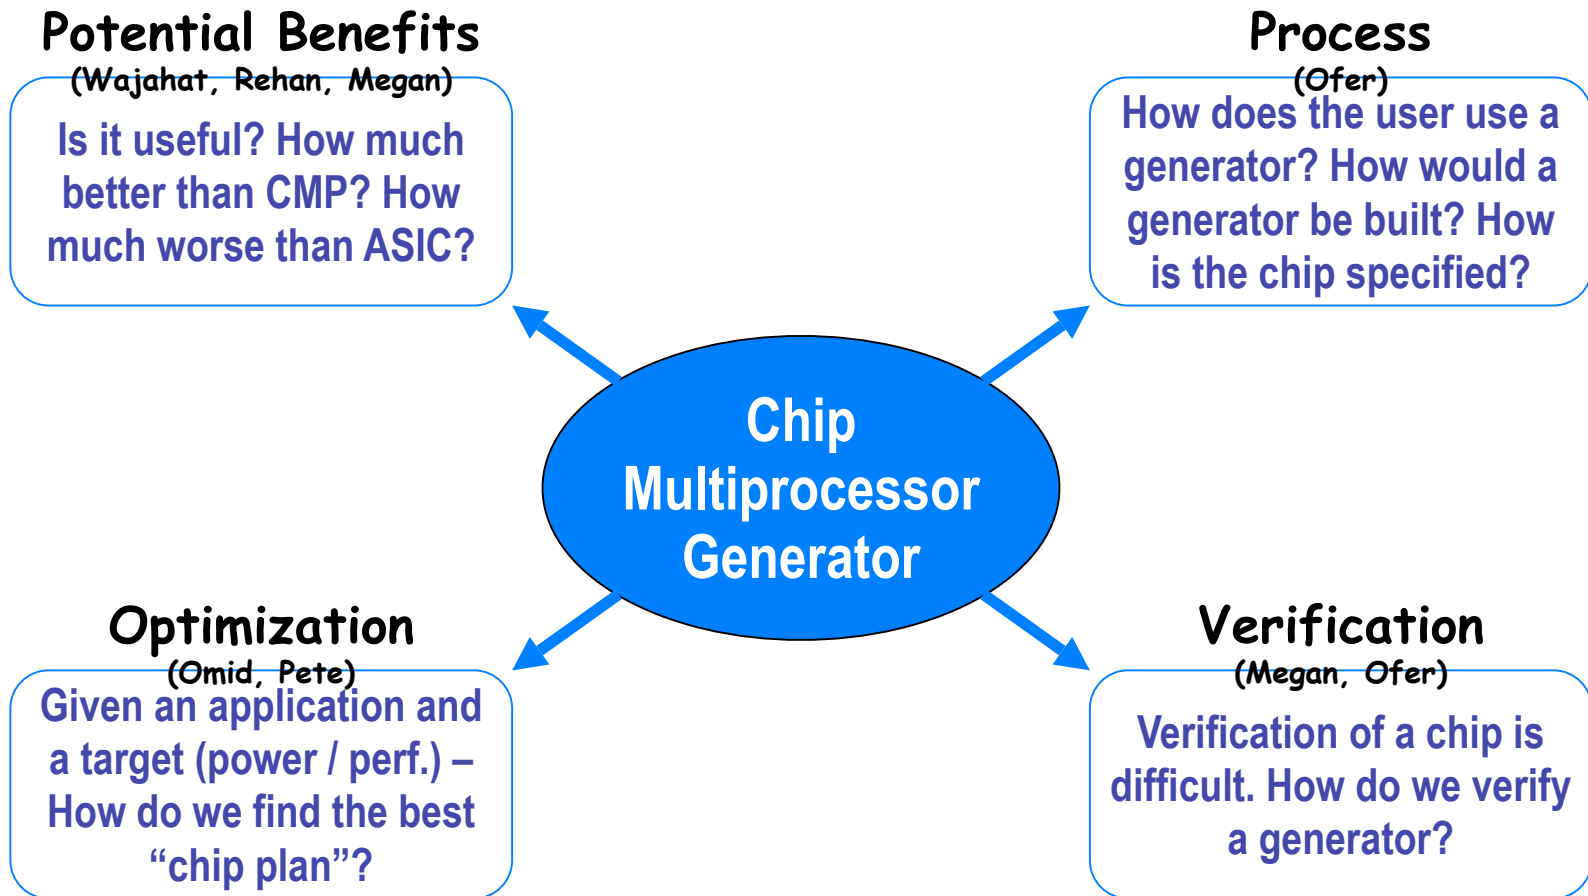 Potential Benefits
(Wajahat, Rehan, Megan)
Is it useful? How much
better than CMP? How
much worse than ASIC?
Process
(Ofer)
How does the user use a
generator? How would a
generator be built? How
is the chip specified?
Chip
Multiprocessor
Generator
Optimization
(Omid, Pete)
Given an application and
a target (power / perf.) –
How do we find the best
“chip plan”?
Verification
(Megan, Ofer)
Verification of a chip is
difficult. How do we verify
a generator?